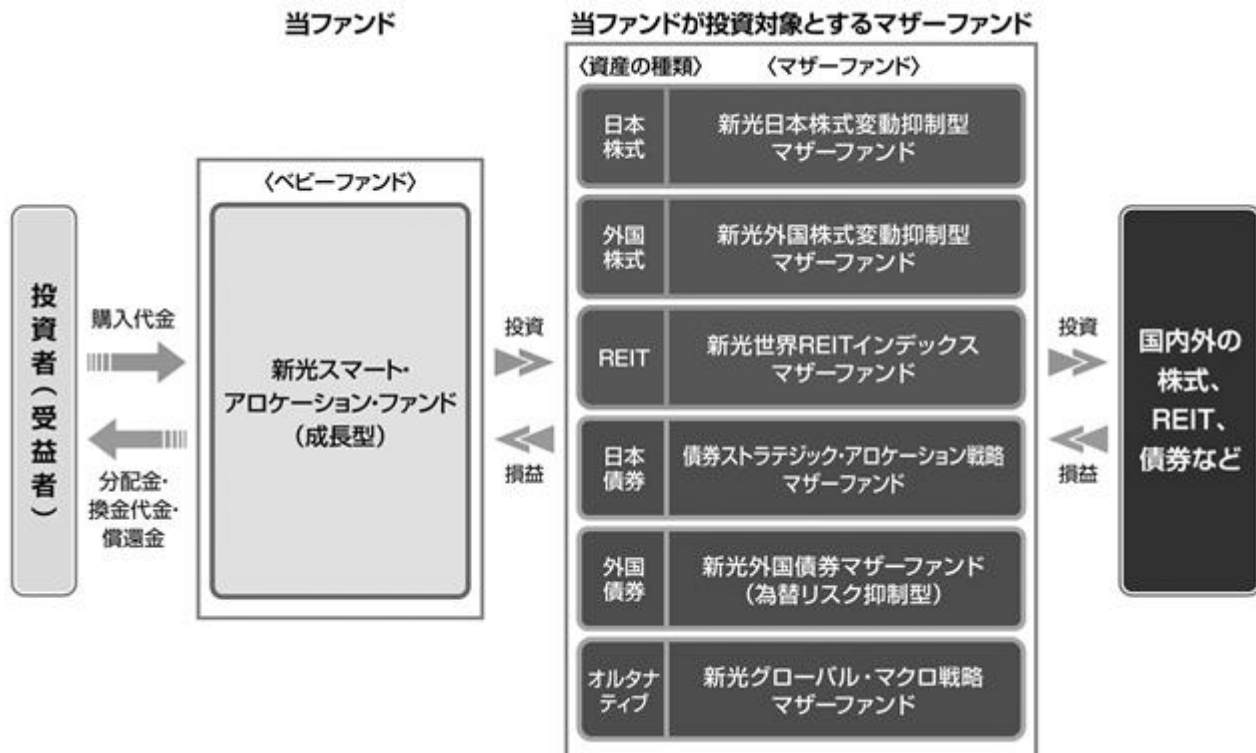 当ファンド
当ファンドが投資対象とするマザーファンド
〈資産の種類〉
〈マザーファンド〉
〈ベビーファンド〉
投資者(受益者)
購入代金
分配金・
換金代金・
償還金
新光スマート・
アロケーション・ファンド
(成長型)
投資
損益
日本
株式
新光日本株式変動抑制型
マザーファンド
外国
株式
新光外国株式変動抑制型
マザーファンド
REIT
新光世界REITインデックス
マザーファンド
日本
債券
債券ストラテジック・アロケーション戦略
マザーファンド
外国
債券
新光外国債券マザーファンド
(為替リスク抑制型)
オルタナ
ティブ
新光グローバル・マクロ戦略
マザーファンド
投資
損益
国内外の
株式、
REIT、
債券など